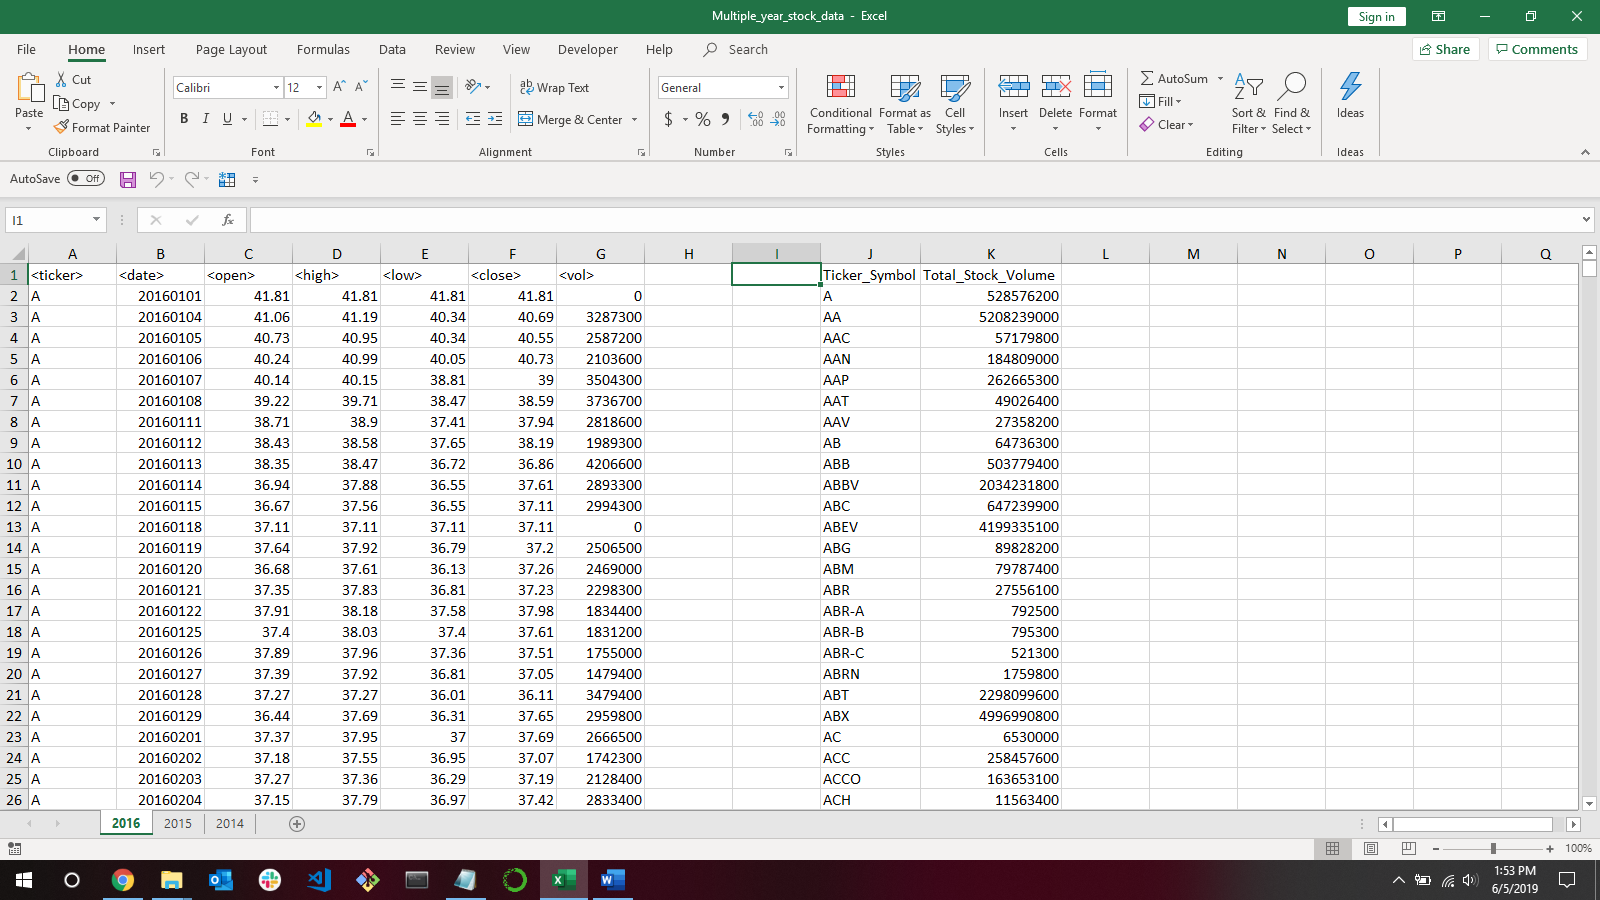 Multiple_year_stock_data - Excel
Sign in
File Home Insert Page Layout Formulas Data Review View Developer Help Search
Share Comments
Paste Cut Copy Format Painter Clipboard
Calibri 12 A A B I U A Font
ab Wrap Text Merge & Center Alignment
General $ % 9 .00 .00 Number
Conditional Formatting Format as Table Cell Styles Styles
Insert Delete Format Cells
AutoSum Fill Clear Sort & Filter Find & Select Editing
Ideas Ideas
AutoSave Off
I1 fx
A B C D E F G H I J K L M N O P Q
1 <ticker> <date> <open> <high> <low> <close> <vol> Ticker_Symbol Total_Stock_Volume
2 A 20160101 41.81 41.81 41.81 41.81 0 A 528576200
3 A 20160104 41.06 41.19 40.34 40.69 3287300 AA 5208239000
4 A 20160105 40.73 40.95 40.34 40.55 2587200 AAC 57179800
5 A 20160106 40.24 40.99 40.05 40.73 2103600 AAN 184809000
6 A 20160107 40.14 40.15 38.81 39 3504300 AAP 262665300
7 A 20160108 39.22 39.71 38.47 38.59 3736700 AAT 49026400
8 A 20160111 38.71 38.9 37.41 37.94 2818600 AAV 27358200
9 A 20160112 38.43 38.58 37.65 38.19 1989300 AB 64736300
10 A 20160113 38.35 38.47 36.72 36.86 4206600 ABB 503779400
11 A 20160114 36.94 37.88 36.55 37.61 2893300 ABBV 2034231800
12 A 20160115 36.67 37.56 36.55 37.11 2994300 ABC 647239900
13 A 20160118 37.11 37.11 37.11 37.11 0 ABEV 4199335100
14 A 20160119 37.64 37.92 36.79 37.2 2506500 ABG 89828200
15 A 20160120 36.68 37.61 36.13 37.26 2469000 ABM 79787400
16 A 20160121 37.35 37.83 36.81 37.23 2298300 ABR 27556100
17 A 20160122 37.91 38.18 37.58 37.98 1834400 ABR-A 792500
18 A 20160125 37.4 38.03 37.4 37.61 1831200 ABR-B 795300
19 A 20160126 37.89 37.96 37.36 37.51 1755000 ABR-C 521300
20 A 20160127 37.39 37.92 36.81 37.05 1479400 ABRN 1759800
21 A 20160128 37.27 37.27 36.01 36.11 3479400 ABT 2298099600
22 A 20160129 36.44 37.69 36.31 37.65 2959800 ABX 4996990800
23 A 20160201 37.37 37.95 37 37.69 2666500 AC 6530000
24 A 20160202 37.18 37.55 36.95 37.07 1742300 ACC 258457600
25 A 20160203 37.27 37.36 36.29 37.19 2128400 ACCO 163653100
26 A 20160204 37.15 37.79 36.97 37.42 2833400 ACH 11563400
2016 2015 2014
100%
1:53 PM
6/5/2019